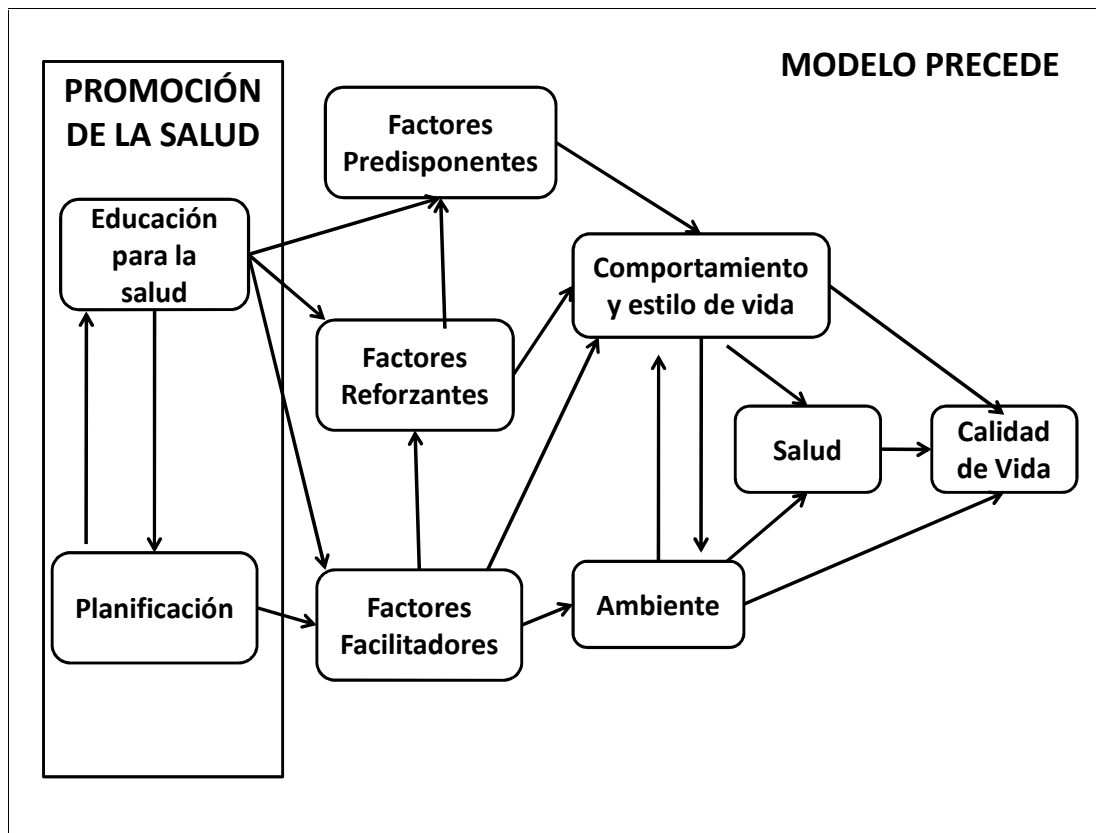 MODELO PRECEDE
PROMOCIÓN
DE LA SALUD
Educación
para la
salud
Planificación
Factores
Predisponentes
Factores
Reforzantes
Factores
Facilitadores
Comportamiento
y estilo de vida
Ambiente
Salud
Calidad
de Vida